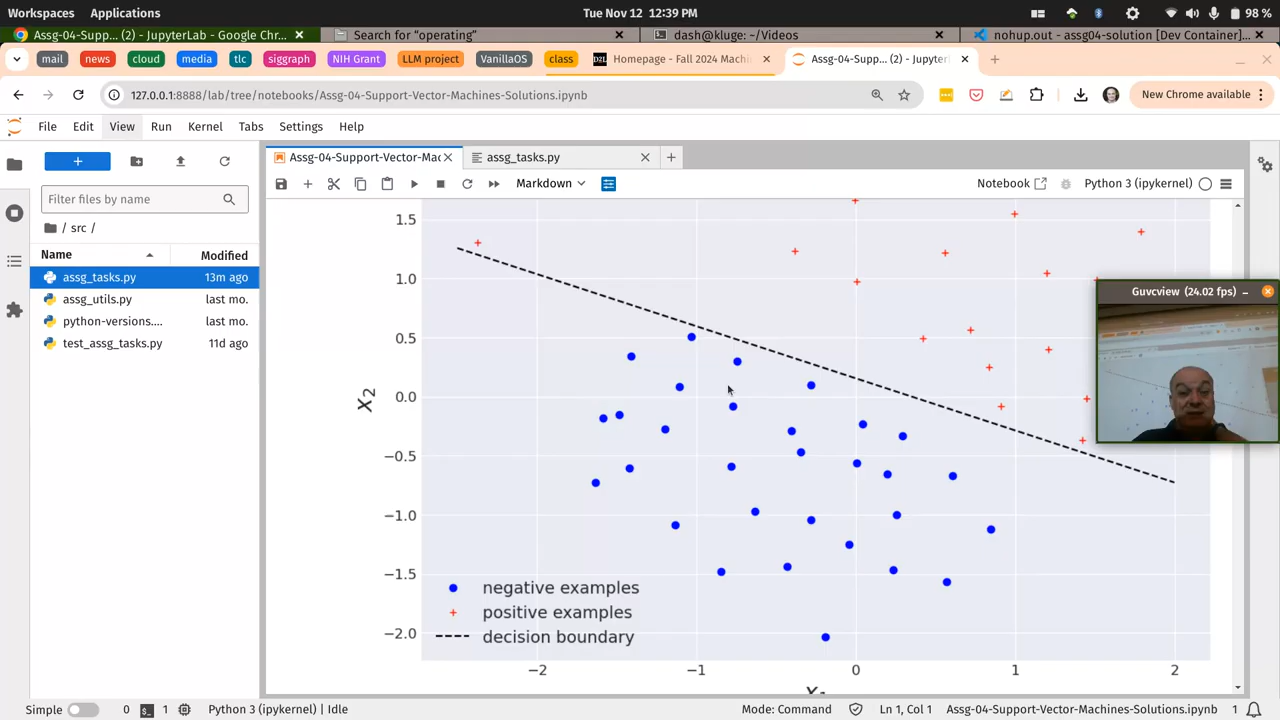 Workspaces Applications Tue Nov 12 12:39 PM 98 %
Assg-04-Support-Vector-Machines-Solutions (2) - JupyterLab - Google Chr... Search for “operating” dash@kluge: ~/Videos nohup.out - assg04-solution [Dev Container]...
mail news cloud media tlc siggraph NIH Grant LLM project VanillaOS class D2L Homepage - Fall 2024 Machi Assg-04-Supp... (2) - Jupyter
127.0.0.1:8888/lab/tree/notebooks/Assg-04-Support-Vector-Machines-Solutions.ipynb New Chrome available
File Edit View Run Kernel Tabs Settings Help
Assg-04-Support-Vector-Mac assg_tasks.py
Markdown Notebook Python 3 (ipykernel)
Filter files by name
/ src /
Name Modified
assg_tasks.py 13m ago
assg_utils.py last mo.
python-versions.... last mo.
test_assg_tasks.py 11d ago
1.5
1.0
0.5
0.0
−0.5
−1.0
−1.5
−2.0
X2
negative examples
positive examples
decision boundary
−2 −1 0 1 2
Guvcview (24.02 fps)
Simple 0 1 Python 3 (ipykernel) | Idle Mode: Command Ln 1, Col 1 Assg-04-Support-Vector-Machines-Solutions.ipynb 1